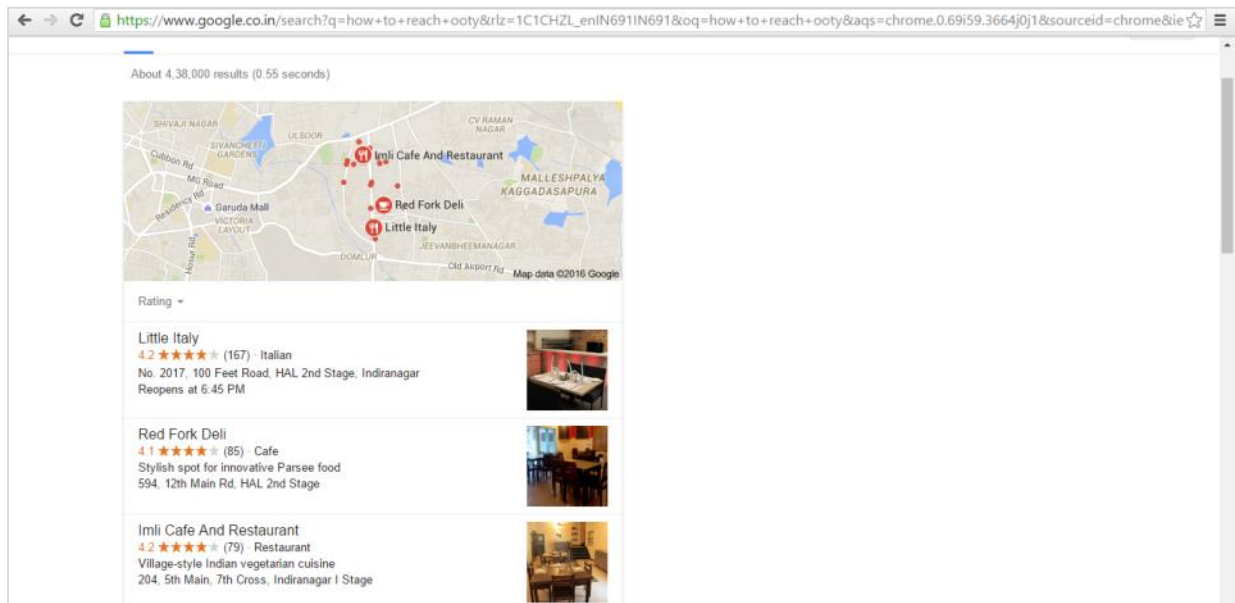 https://www.google.co.in/search?q=how+to+reach+ooty&rlz=1C1CHZL_enIN691IN691&oq=how+to+reach+ooty&aqs=chrome.0.69i59.3664j0j1&sourceid=chrome&ie
About 4,38,000 results (0.55 seconds)
SHIVAJI NAGAR
CV RAMAN
NAGAR
ULSOOR
SIVANCHETTI
GARDENS
Cubbon Rd
Imli Cafe And Restaurant
MG Road
MALLESHPALYA
KAGGADASAPURA
Residency Rd
Garuda Mall
Red Fork Deli
VICTORIA
LAYOUT
Little Italy
Hosur Rd
JEEVANBHEEMANAGAR
DOMLUR
Old Airport Rd
Map data ©2016 Google
Rating
Little Italy
4.2 ★★★★★ (167) · Italian
No. 2017, 100 Feet Road, HAL 2nd Stage, Indiranagar
Reopens at 6:45 PM
Red Fork Deli
4.1 ★★★★★ (85) · Cafe
Stylish spot for innovative Parsee food
594, 12th Main Rd, HAL 2nd Stage
Imli Cafe And Restaurant
4.2 ★★★★★ (79) · Restaurant
Village-style Indian vegetarian cuisine
204, 5th Main, 7th Cross, Indiranagar I Stage